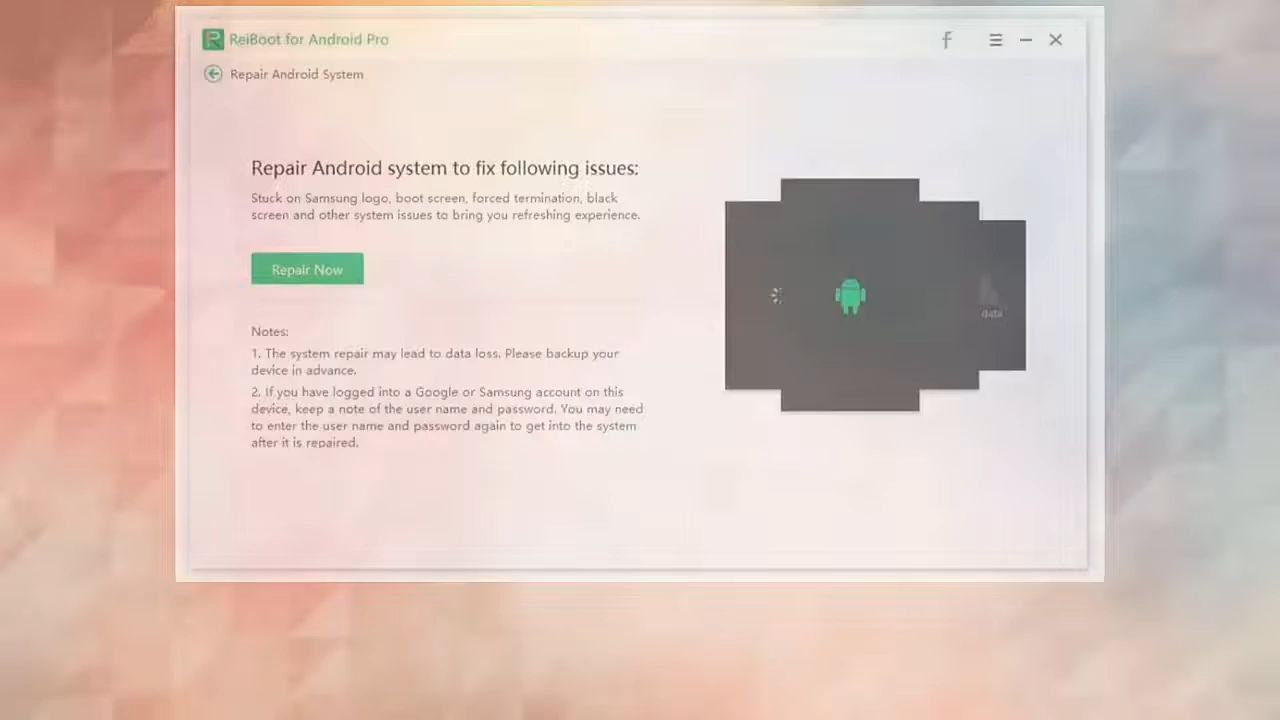 ReiBoot for Android Pro
Repair Android System
Repair Android system to fix following issues:
Stuck on Samsung logo, boot screen, forced termination, black
screen and other system issues to bring you refreshing experience.
Repair Now
Notes:
1. The system repair may lead to data loss. Please backup your
device in advance.
2. If you have logged into a Google or Samsung account on this
device, keep a note of the user name and password. You may need
to enter the user name and password again to get into the system
after it is repaired.
data